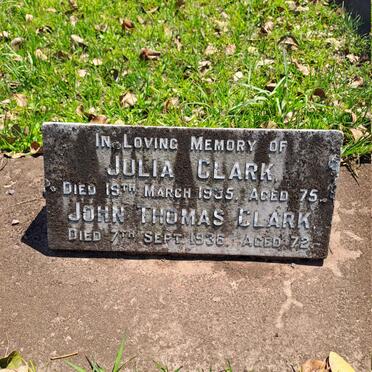 IN LOVING MEMORY OF
JULIA CLARK
DIED 19TH MARCH 1935. AGED 75.
JOHN THOMAS CLARK
DIED 7TH SEPT 1936. AGED 72.